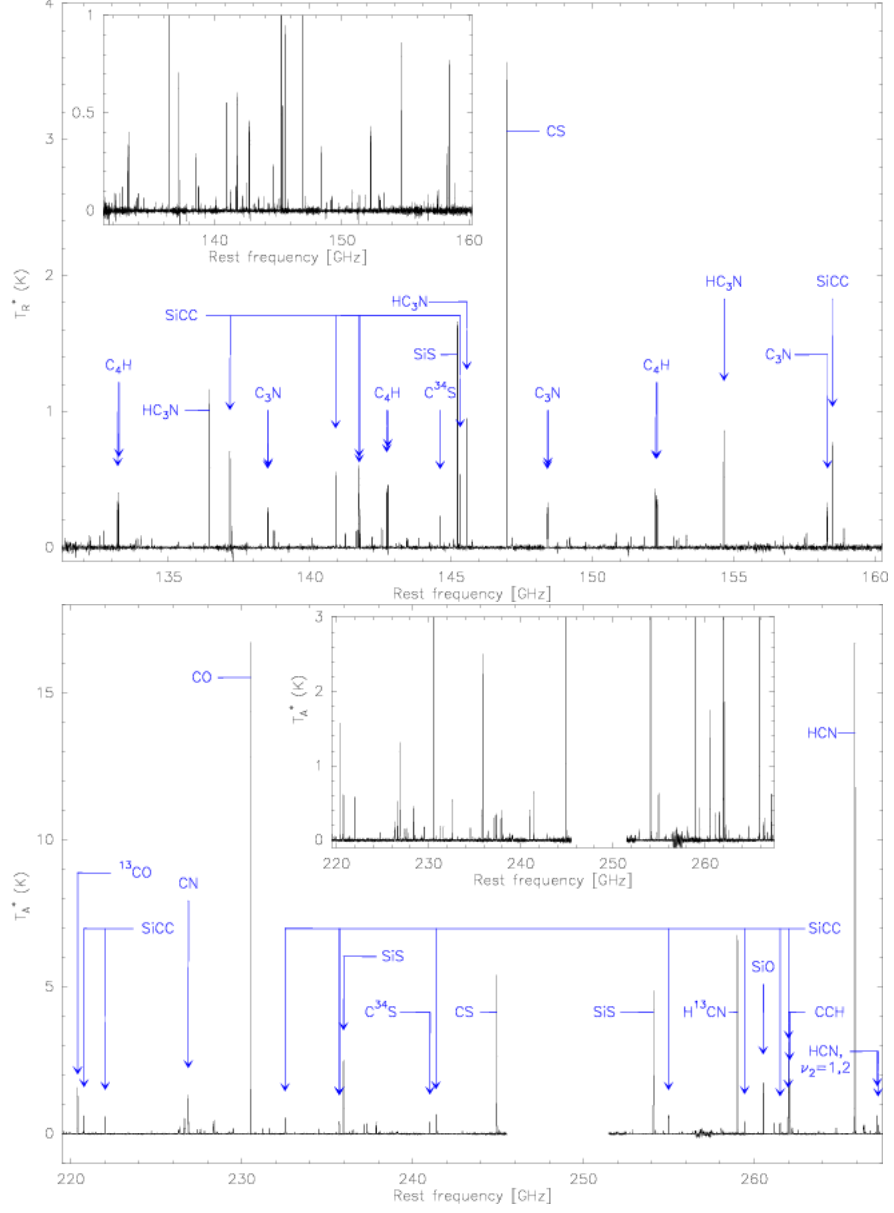 4
3
2
1
0
T_R* (K)
1
0.5
0
140
150
160
Rest frequency [GHz]
CS
HC₃N
SiCC
HC₃N
SiCC
SiS
C₃N
C₄H
HC₃N
C₃N
C₄H
C³⁴S
C₃N
C₄H
135
140
145
150
155
160
Rest frequency [GHz]
15
10
5
0
T_A* (K)
3
2
1
0
T_A* (K)
220
230
240
250
260
Rest frequency [GHz]
CO
HCN
¹³CO
CN
SiCC
SiCC
SiS
SiO
C³⁴S
CS
SiS
H¹³CN
CCH
HCN,
ν₂=1,2
220
230
240
250
260
Rest frequency [GHz]